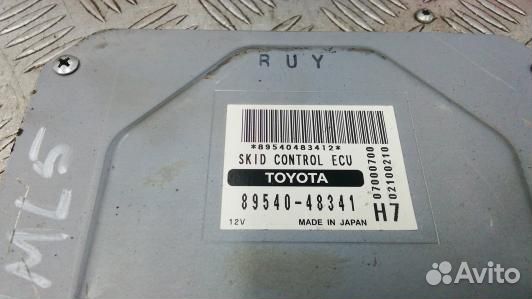 RUY
*89540483412*
SKID CONTROL ECU
TOYOTA
89540-48341
12V MADE IN JAPAN H7
07000700
02100210
ML5
Avito